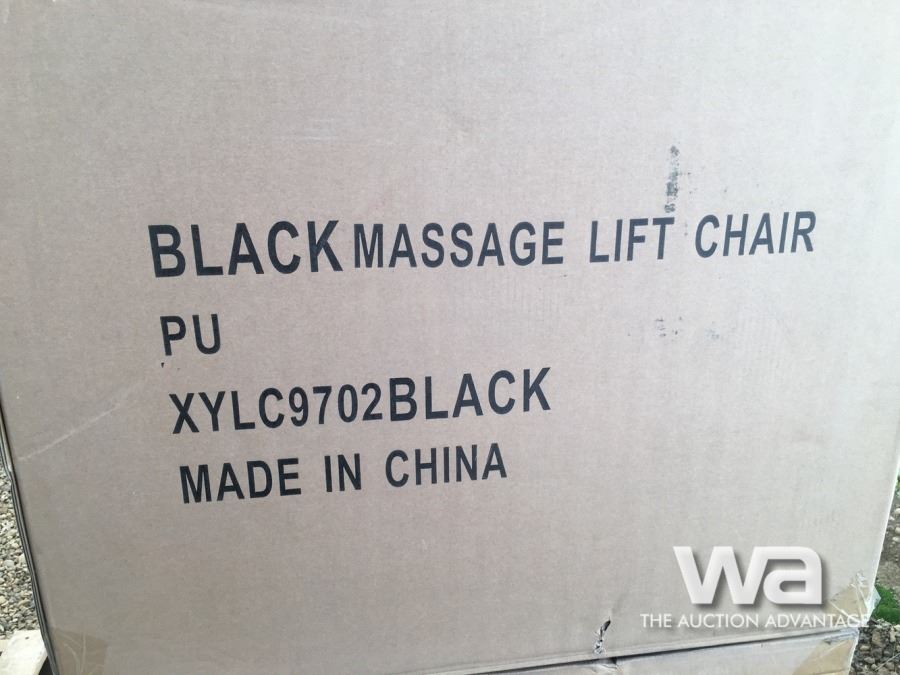 BLACK MASSAGE LIFT CHAIR
PU
XYLC9702BLACK
MADE IN CHINA
wa
THE AUCTION ADVANTAGE